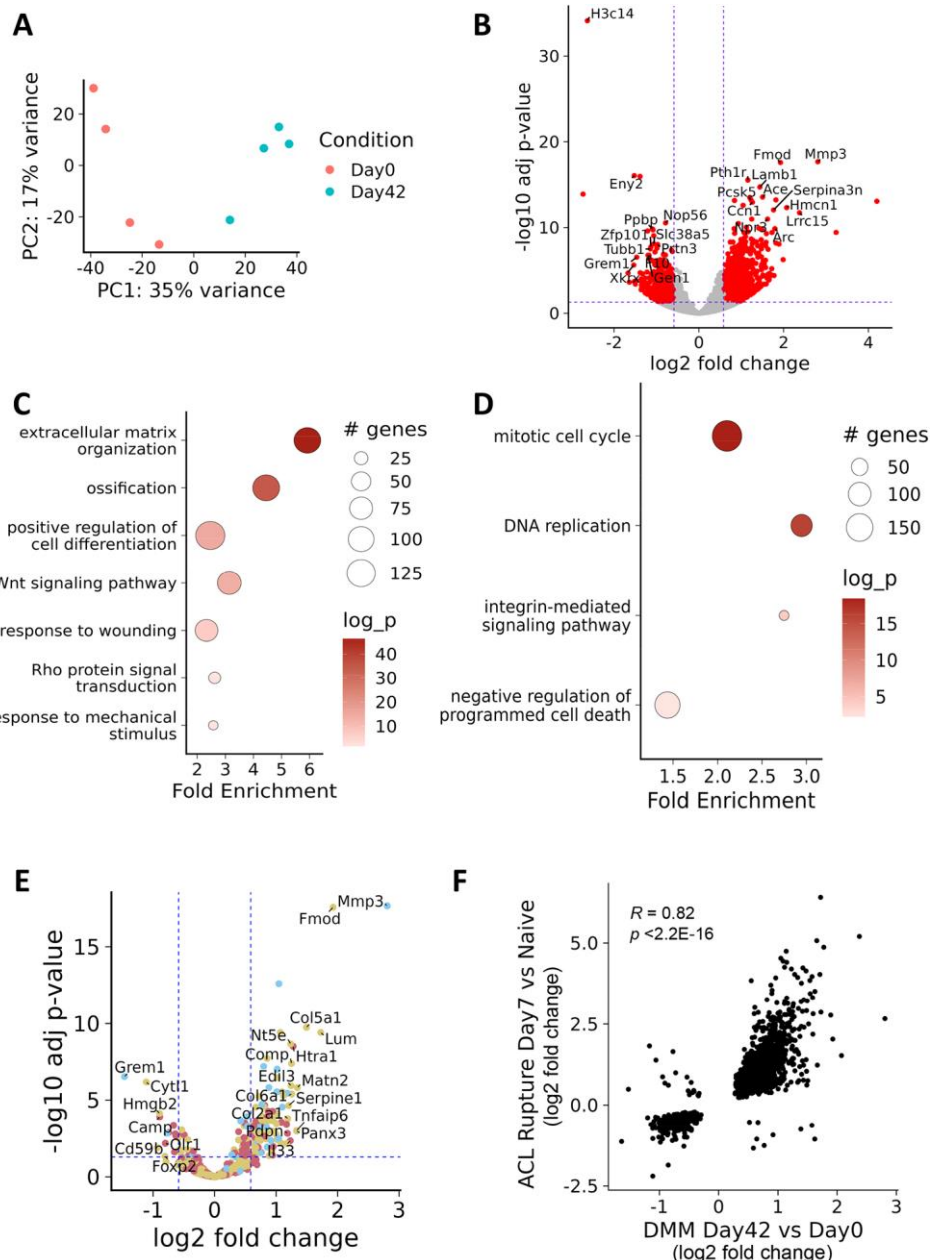 A
PC2: 17% variance
20
0
-20
-40
-20
0
20
40
PC1: 35% variance
Condition
Day0
Day42
B
-log10 adj p-value
30
20
10
0
-2
0
2
4
log2 fold change
H3c14
Fmod
Mmp3
Pth1r
Lamb1
Eny2
Pcsk5
Ace
Serpina3n
Ccn1
Hmcn1
Ppbp
Nop56
Npr3
Lrrc15
Zfp101
Slc38a5
Arc
Tubb1
Grem1
Gen1
C
extracellular matrix
organization
ossification
positive regulation of
cell differentiation
Wnt signaling pathway
response to wounding
Rho protein signal
transduction
esponse to mechanical
stimulus
2
3
4
5
6
Fold Enrichment
# genes
25
50
75
100
125
log_p
40
30
20
10
D
mitotic cell cycle
DNA replication
integrin-mediated
signaling pathway
negative regulation of
programmed cell death
1.5
2.0
2.5
3.0
Fold Enrichment
# genes
50
100
150
log_p
15
10
5
E
-log10 adj p-value
15
10
5
0
-1
0
1
2
3
log2 fold change
Mmp3
Fmod
Col5a1
Nt5e
Lum
Comp
Htra1
Grem1
Edil3
Matn2
Cytl1
Col6a1
Serpine1
Hmgb2
Col2a1
Tnfaip6
Camp
Pdpn
Panx3
Cd59b
Olr1
Il33
Foxp2
F
R = 0.82
p <2.2E-16
ACL Rupture Day7 vs Naive
(log2 fold change)
5.0
2.5
0.0
-2.5
-1
0
1
2
3
DMM Day42 vs Day0
(log2 fold change)